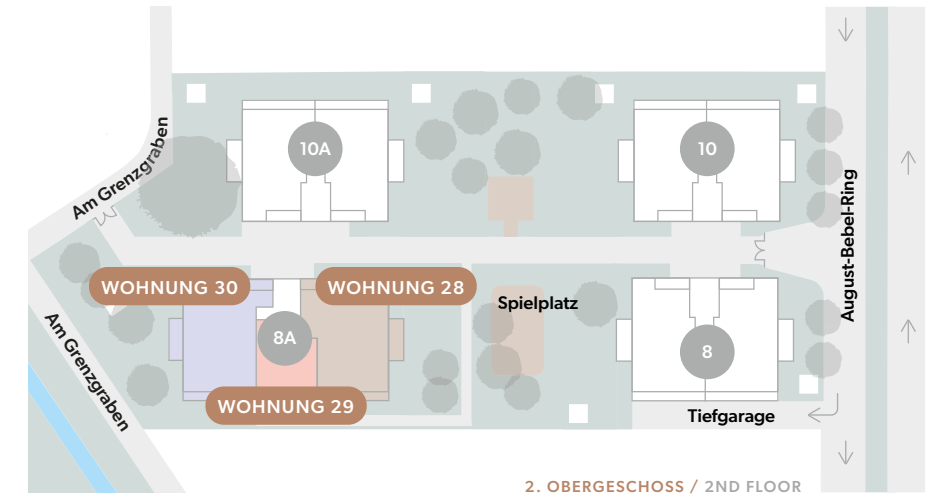 10A
10
Am Grenzgraben
August-Bebel-Ring
WOHNUNG 30
WOHNUNG 28
Spielplatz
8A
8
Am Grenzgraben
WOHNUNG 29
Tiefgarage
2. OBERGESCHOSS / 2ND FLOOR